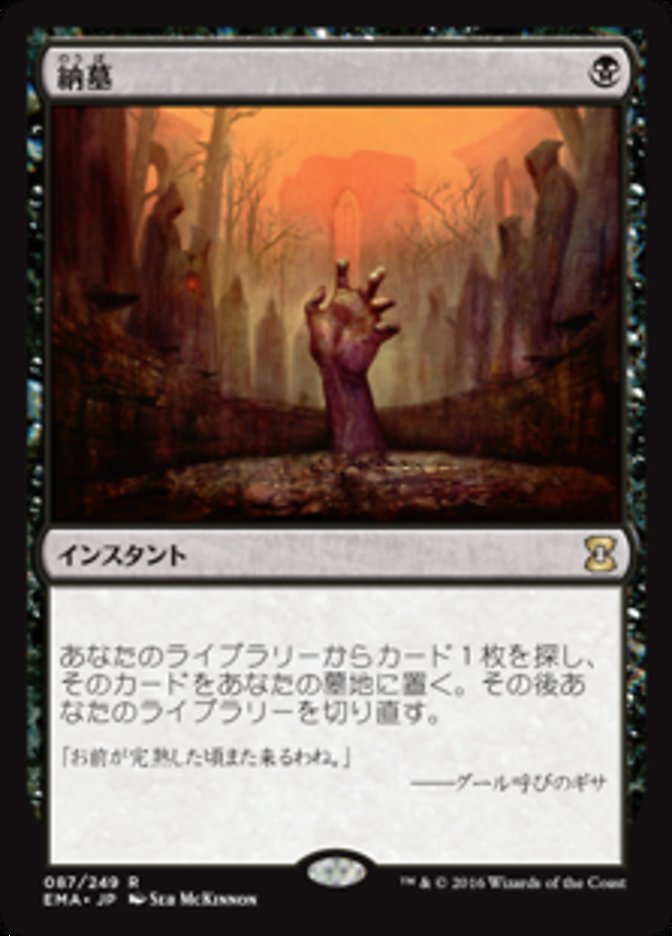 のうぼ
納墓
インスタント
あなたのライブラリーからカード１枚を探し、
そのカードをあなたの墓地に置く。その後あ
なたのライブラリーを切り直す。
「お前が完熟した頃また来るわね。」
――グール呼びのギサ
087/249 R
EMA • JP Seb McKinnon
™ & © 2016 Wizards of the Coast